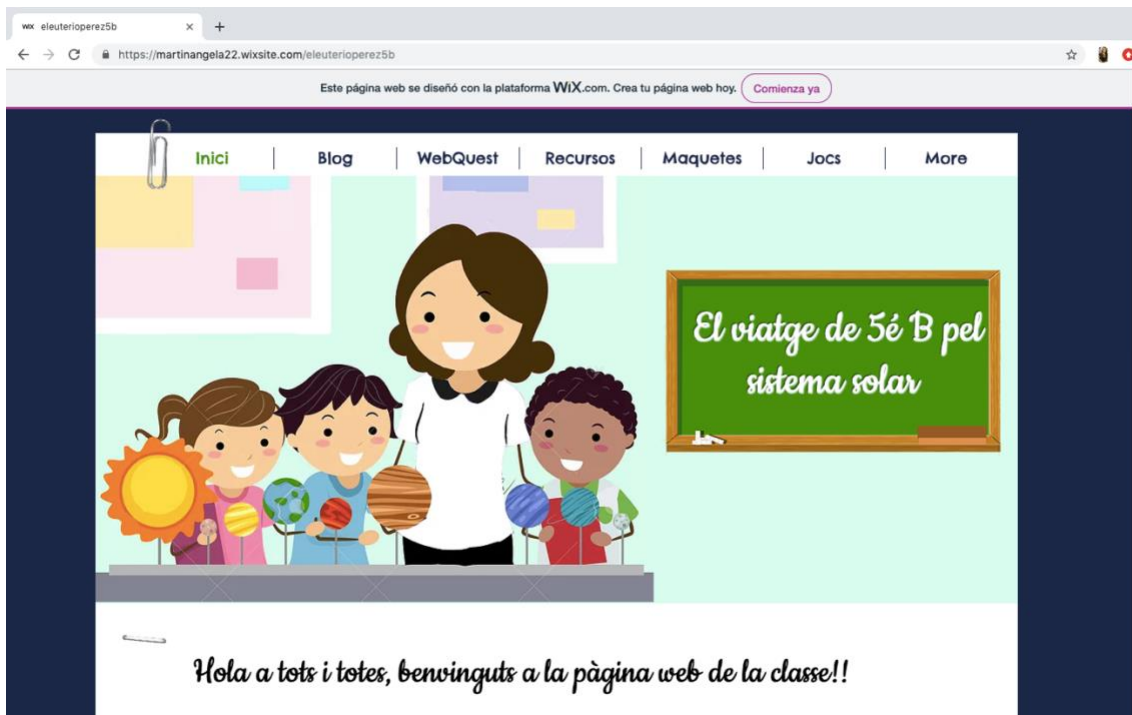 WiX eleuterioperez5b
https://martinangela22.wixsite.com/eleuterioperez5b
Este página web se diseñó con la plataforma WiX.com. Crea tu página web hoy. Comienza ya
Inici Blog WebQuest Recursos Maquetes Jocs More
El viatge de 5é B pel
sistema solar
Hola a tots i totes, benvinguts a la pàgina web de la classe!!